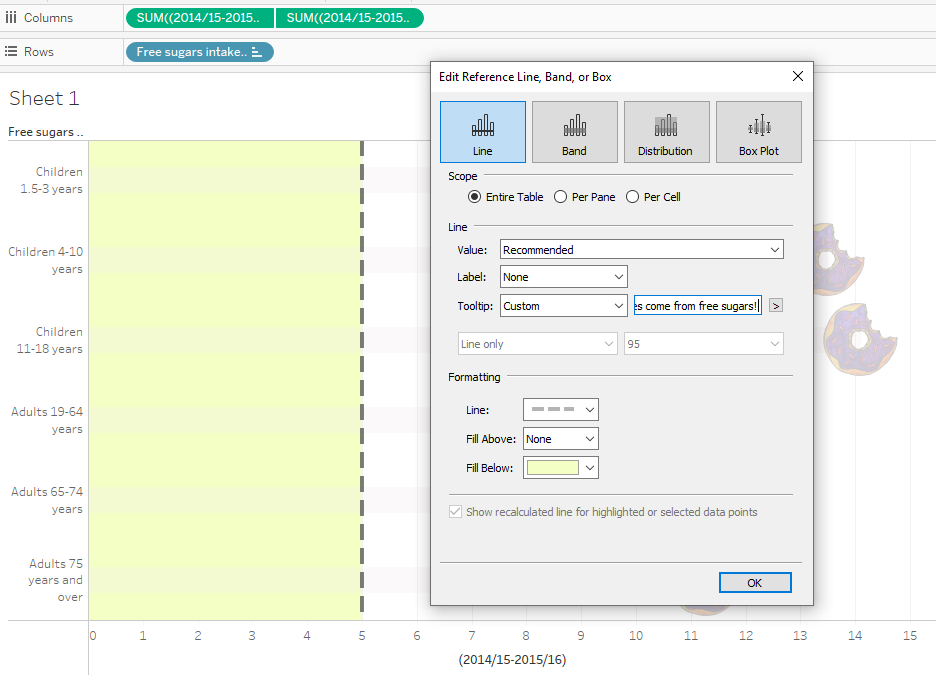 Columns
SUM((2014/15-2015..
SUM((2014/15-2015..
Rows
Free sugars intake..
Sheet 1
Free sugars ..
Children
1.5-3 years
Children 4-10
years
Children
11-18 years
Adults 19-64
years
Adults 65-74
years
Adults 75
years and
over
0 1 2 3 4 5 6 7 8 9 10 11 12 13 14 15
(2014/15-2015/16)
Edit Reference Line, Band, or Box
Line
Band
Distribution
Box Plot
Scope
Entire Table
Per Pane
Per Cell
Line
Value: Recommended
Label: None
Tooltip: Custom
es come from free sugars!
>
Line only
95
Formatting
Line:
Fill Above: None
Fill Below:
Show recalculated line for highlighted or selected data points
OK